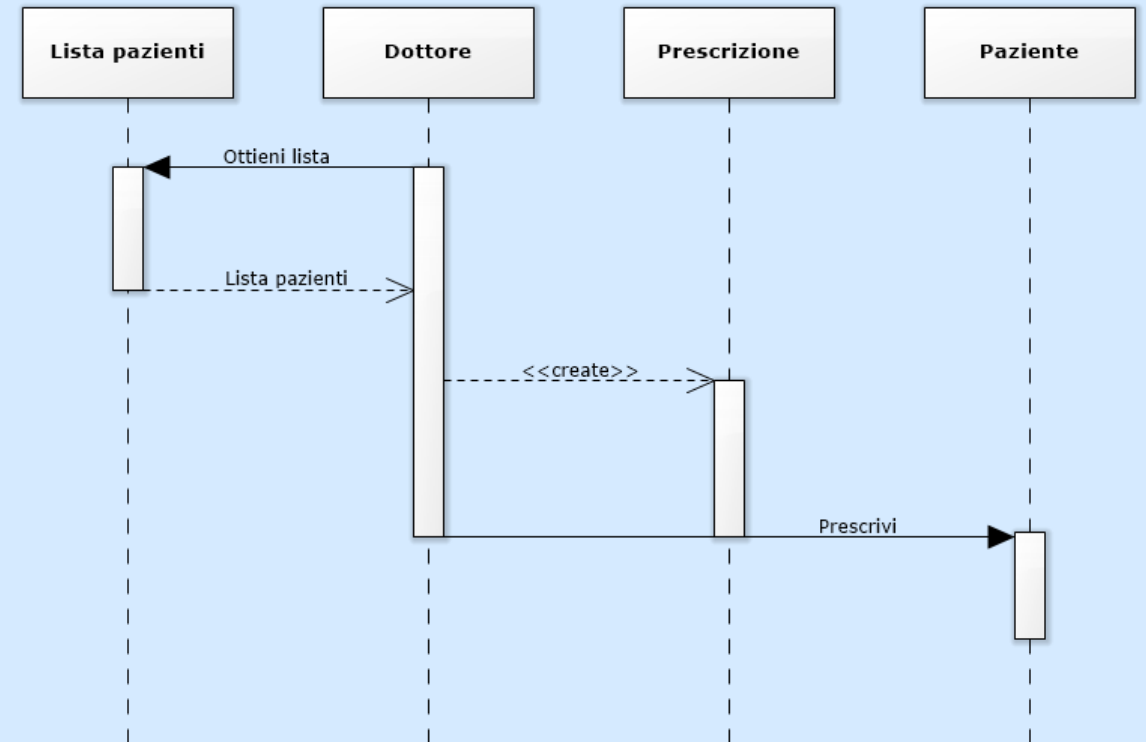 Lista pazienti
Dottore
Prescrizione
Paziente
Ottieni lista
Lista pazienti
<<create>>
Prescrivi